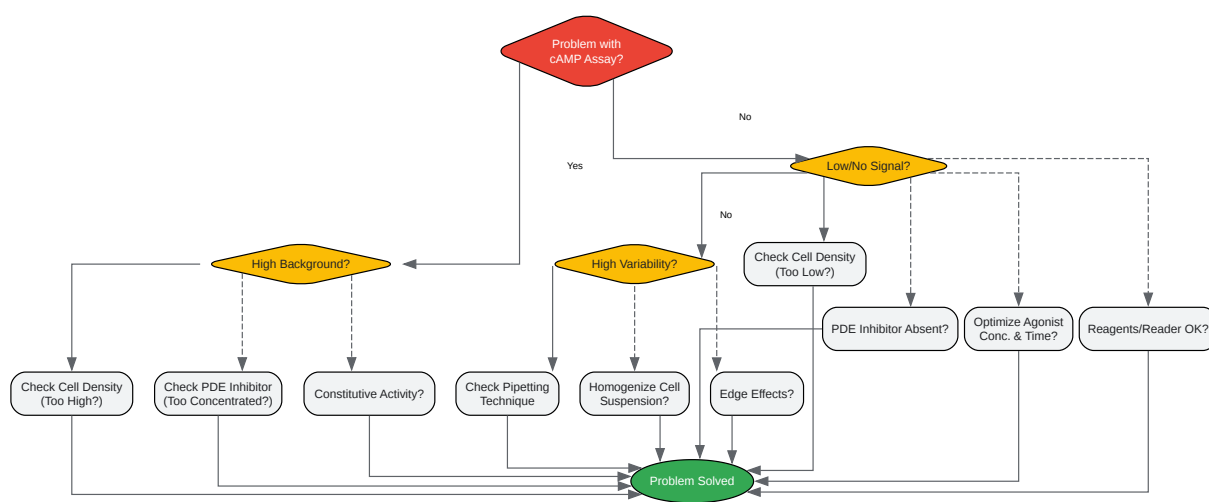 Problem with
cAMP Assay?
No
Yes
Low/No Signal?
No
High Background?
High Variability?
Check Cell Density
(Too Low?)
PDE Inhibitor Absent?
Optimize Agonist
Conc. & Time?
Reagents/Reader OK?
Check Cell Density
(Too High?)
Check PDE Inhibitor
(Too Concentrated?)
Constitutive Activity?
Check Pipetting
Technique
Homogenize Cell
Suspension?
Edge Effects?
Problem Solved